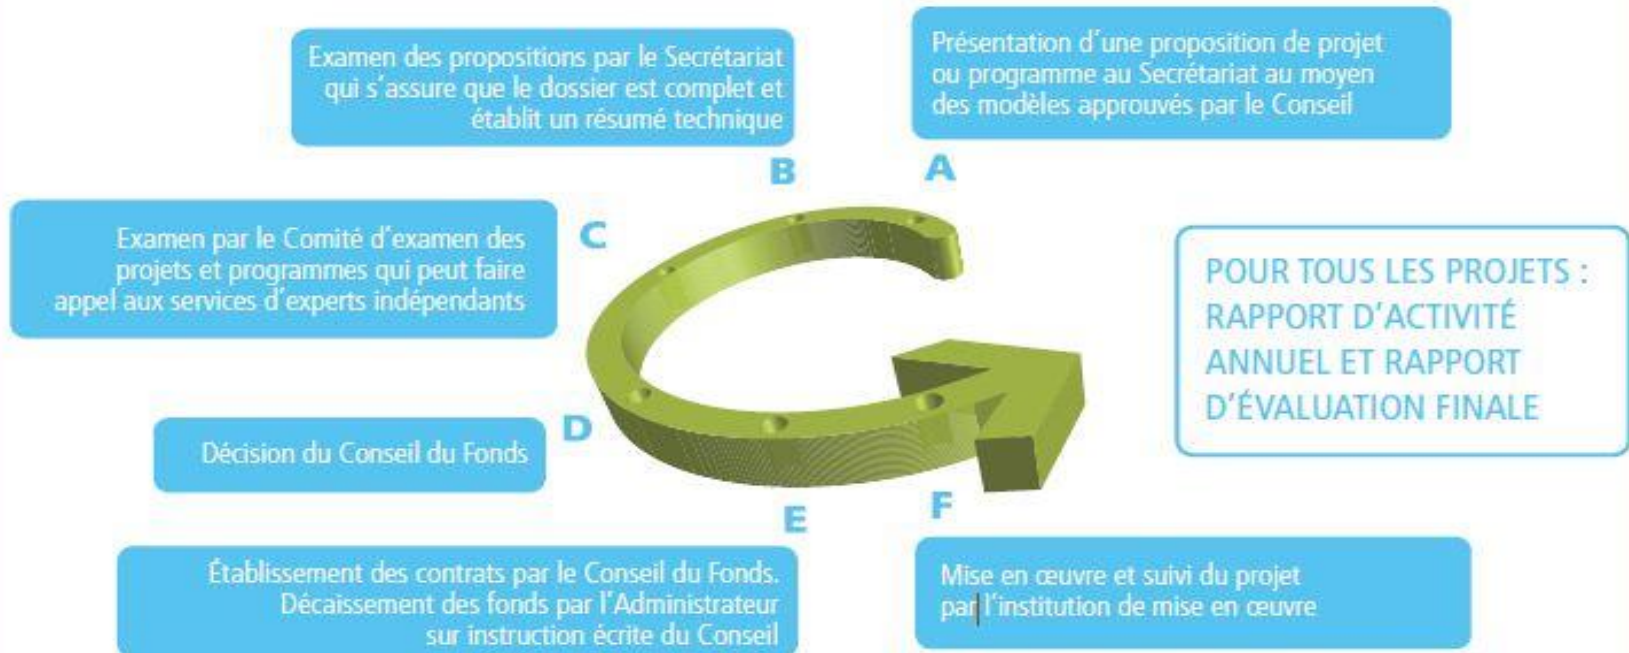 Présentation d'une proposition de projet
ou programme au Secrétariat au moyen
des modèles approuvés par le Conseil
A
Examen des propositions par le Secrétariat
qui s'assure que le dossier est complet et
établit un résumé technique
B
Examen par le Comité d'examen des
projets et programmes qui peut faire
appel aux services d'experts indépendants
C
Décision du Conseil du Fonds
D
Établissement des contrats par le Conseil du Fonds.
Décaissement des fonds par l'Administrateur
sur instruction écrite du Conseil
E
Mise en œuvre et suivi du projet
par l'institution de mise en œuvre
F
POUR TOUS LES PROJETS :
RAPPORT D'ACTIVITÉ
ANNUEL ET RAPPORT
D'ÉVALUATION FINALE